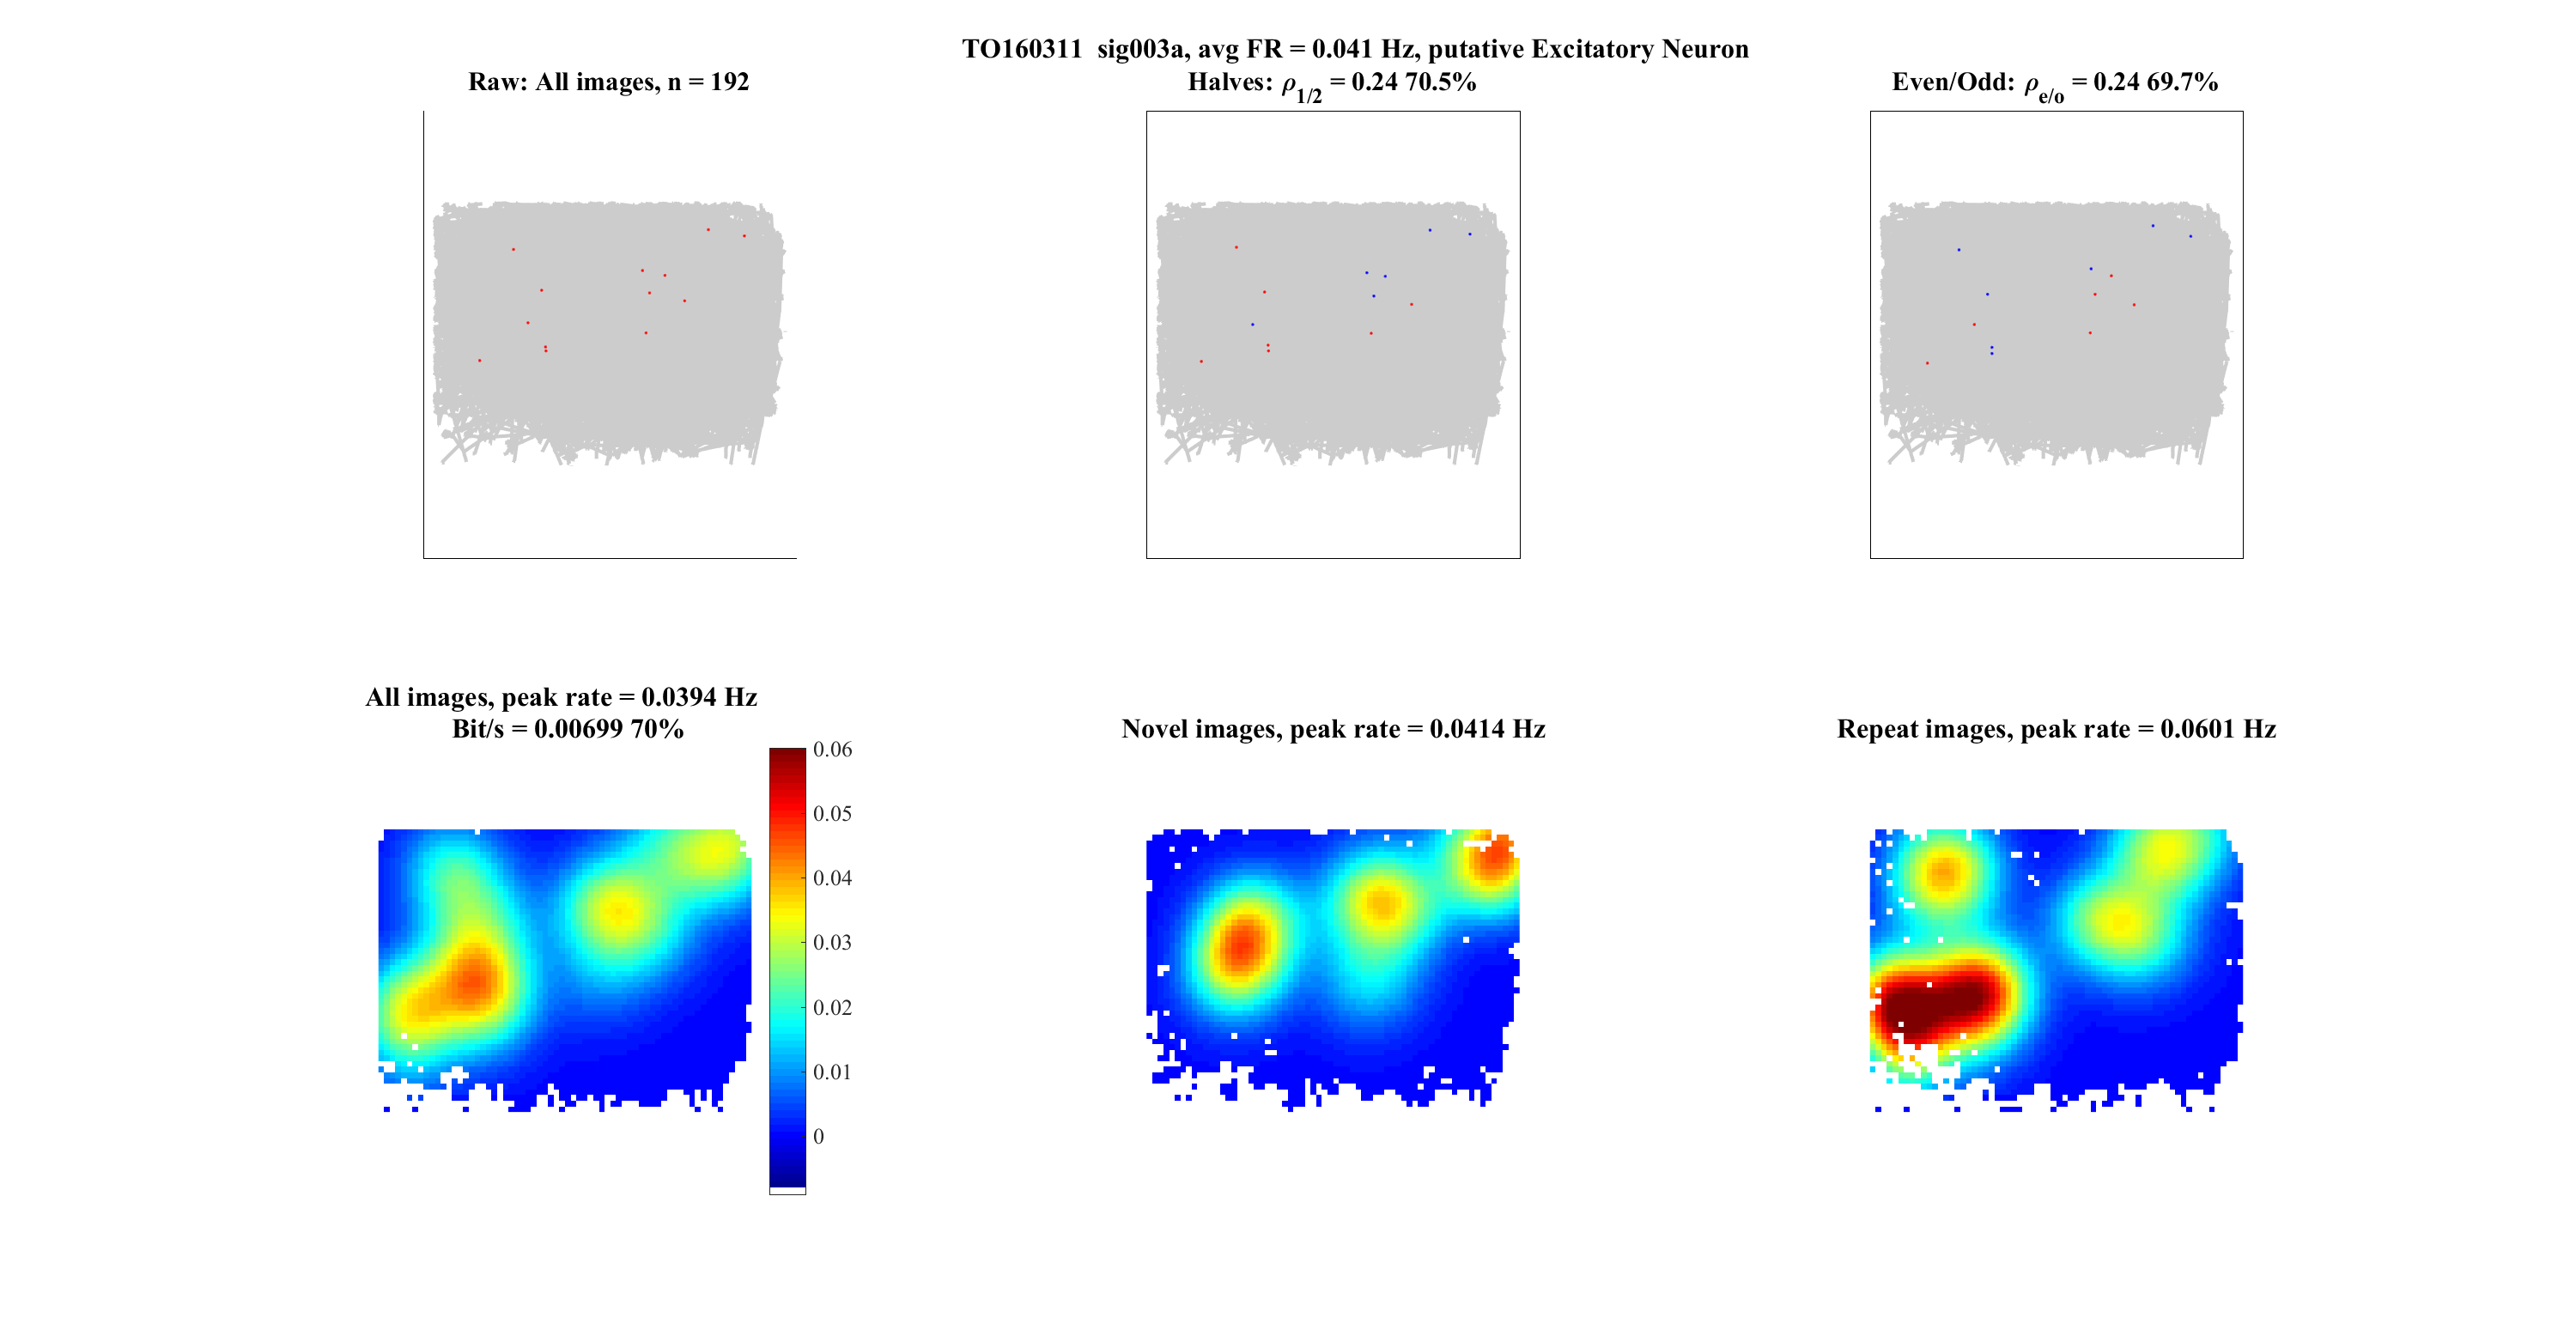 TO160311  sig003a, avg FR = 0.041 Hz, putative Excitatory Neuron
Raw: All images, n = 192
Halves: ρ1/2 = 0.24 70.5%
Even/Odd: ρe/o = 0.24 69.7%
All images, peak rate = 0.0394 Hz
Bit/s = 0.00699 70%
Novel images, peak rate = 0.0414 Hz
Repeat images, peak rate = 0.0601 Hz
0.06
0.05
0.04
0.03
0.02
0.01
0